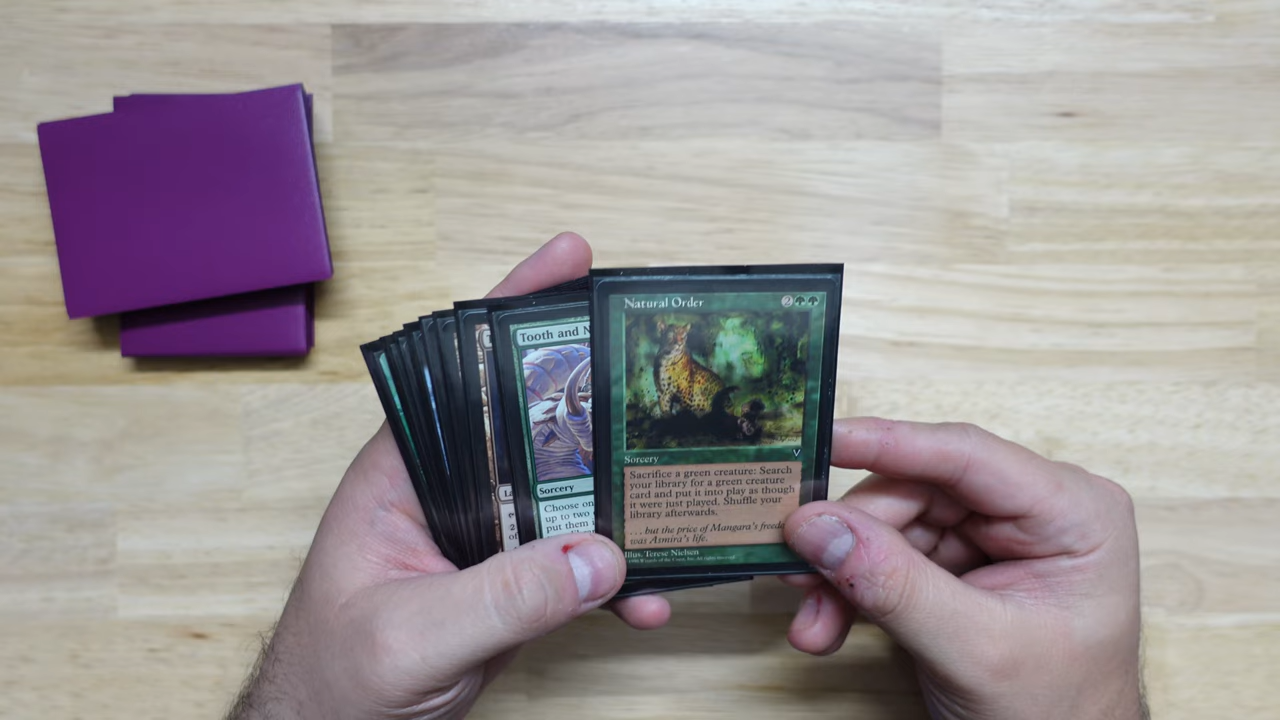 Natural Order
2
Sorcery
Sacrifice a green creature: Search
your library for a green creature
card and put it into play as though
it were just played. Shuffle your
library afterwards.
. . . but the price of Mangara's freedo
was Asmira's life.
Illus. Terese Nielsen
Tooth and N
Sorcery
Choose on
up to two
put them